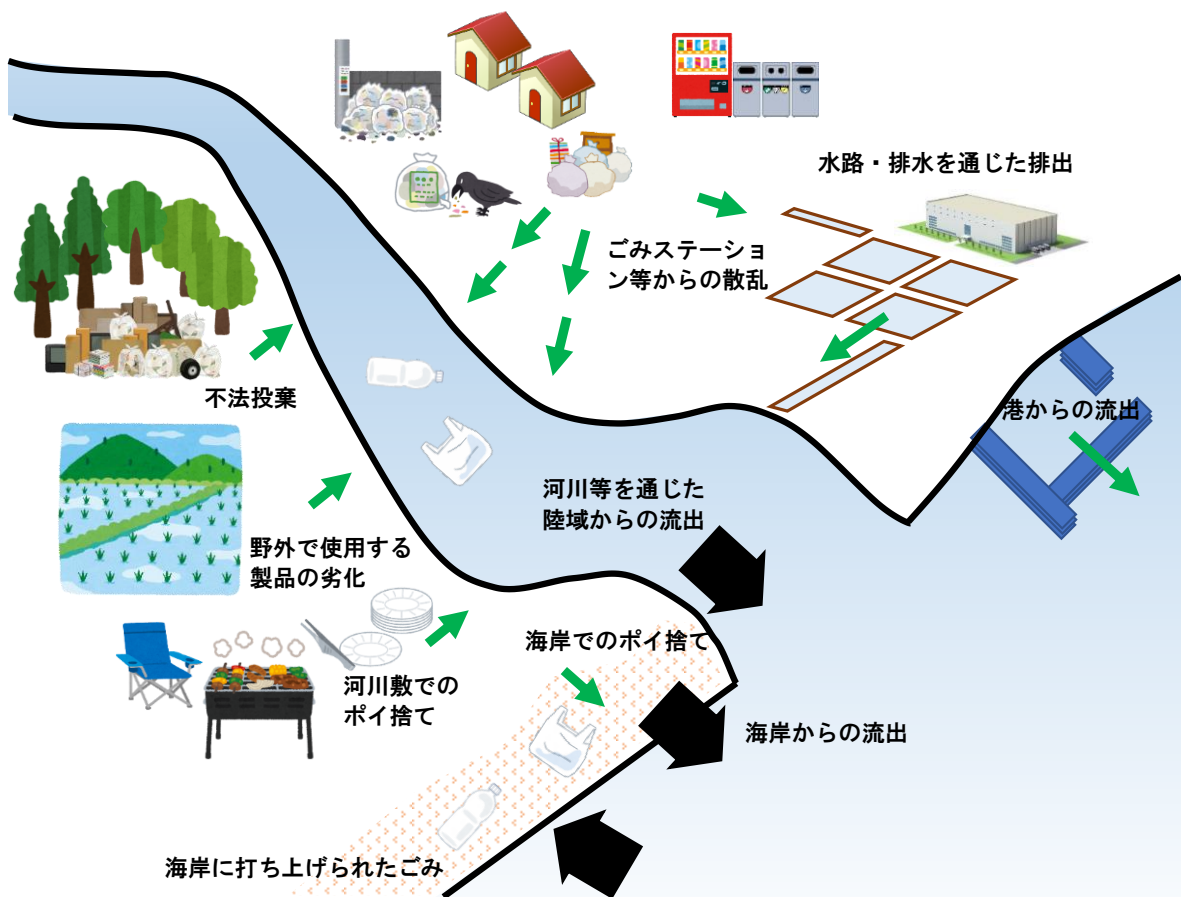 水路・排水を通じた排出
ごみステーショ
ン等からの散乱
不法投棄
港からの流出
河川等を通じた
陸域からの流出
野外で使用する
製品の劣化
海岸でのポイ捨て
河川敷での
ポイ捨て
海岸からの流出
海岸に打ち上げられたごみ